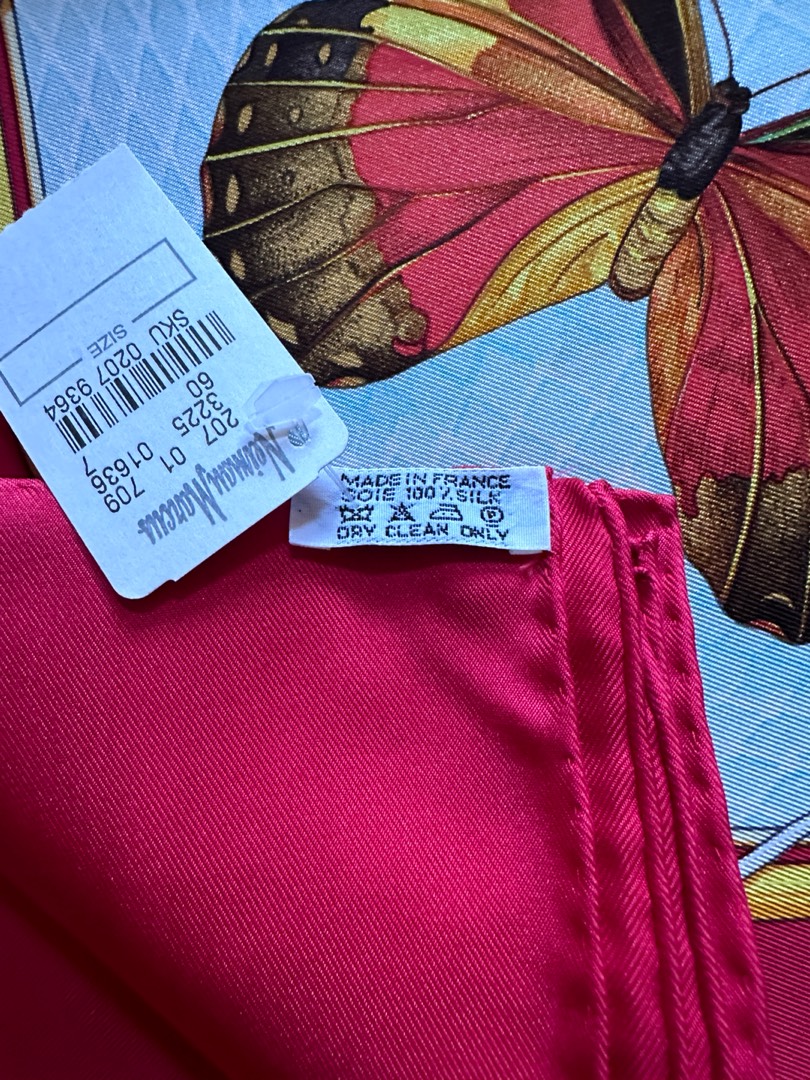 Neiman Marcus
207 01 709
3225 01636 7
60
SKU 0207 9364
SIZE
MADE IN FRANCE
SOIE 100% SILK
DRY CLEAN ONLY